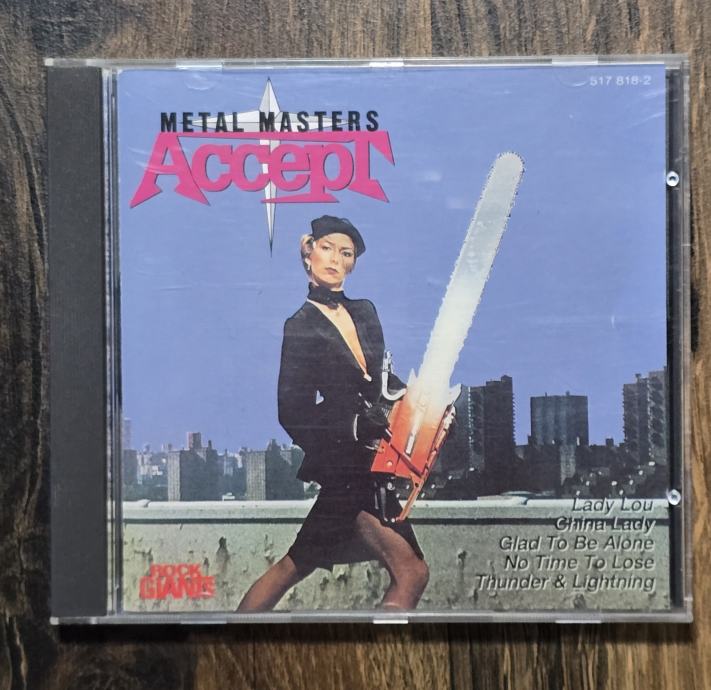 517 818-2
METAL MASTERS
Accept
Lady Lou
China Lady
Glad To Be Alone
No Time To Lose
Thunder & Lightning
ROCK
GIANTS